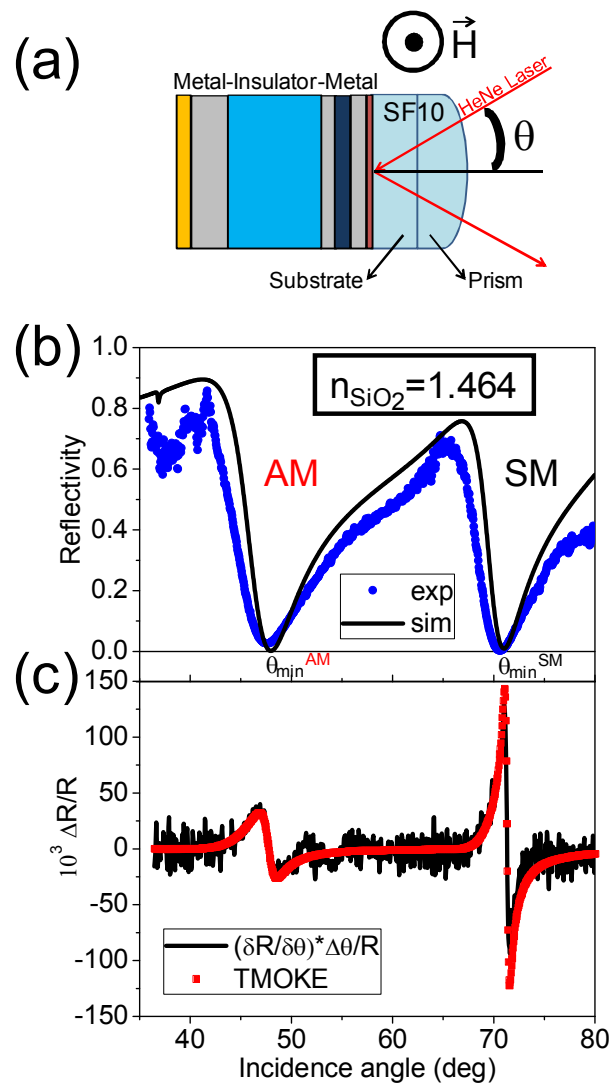 (a)
H
Metal-Insulator-Metal
SF10
HeNe Laser
θ
Substrate
Prism
(b)
1.0
0.8
0.6
0.4
0.2
0.0
Reflectivity
n_SiO₂=1.464
AM
SM
exp
sim
θ_min^AM
θ_min^SM
(c)
150
100
50
0
-50
-100
-150
10³ ΔR/R
(δR/δθ)*Δθ/R
TMOKE
40 50 60 70 80
Incidence angle (deg)